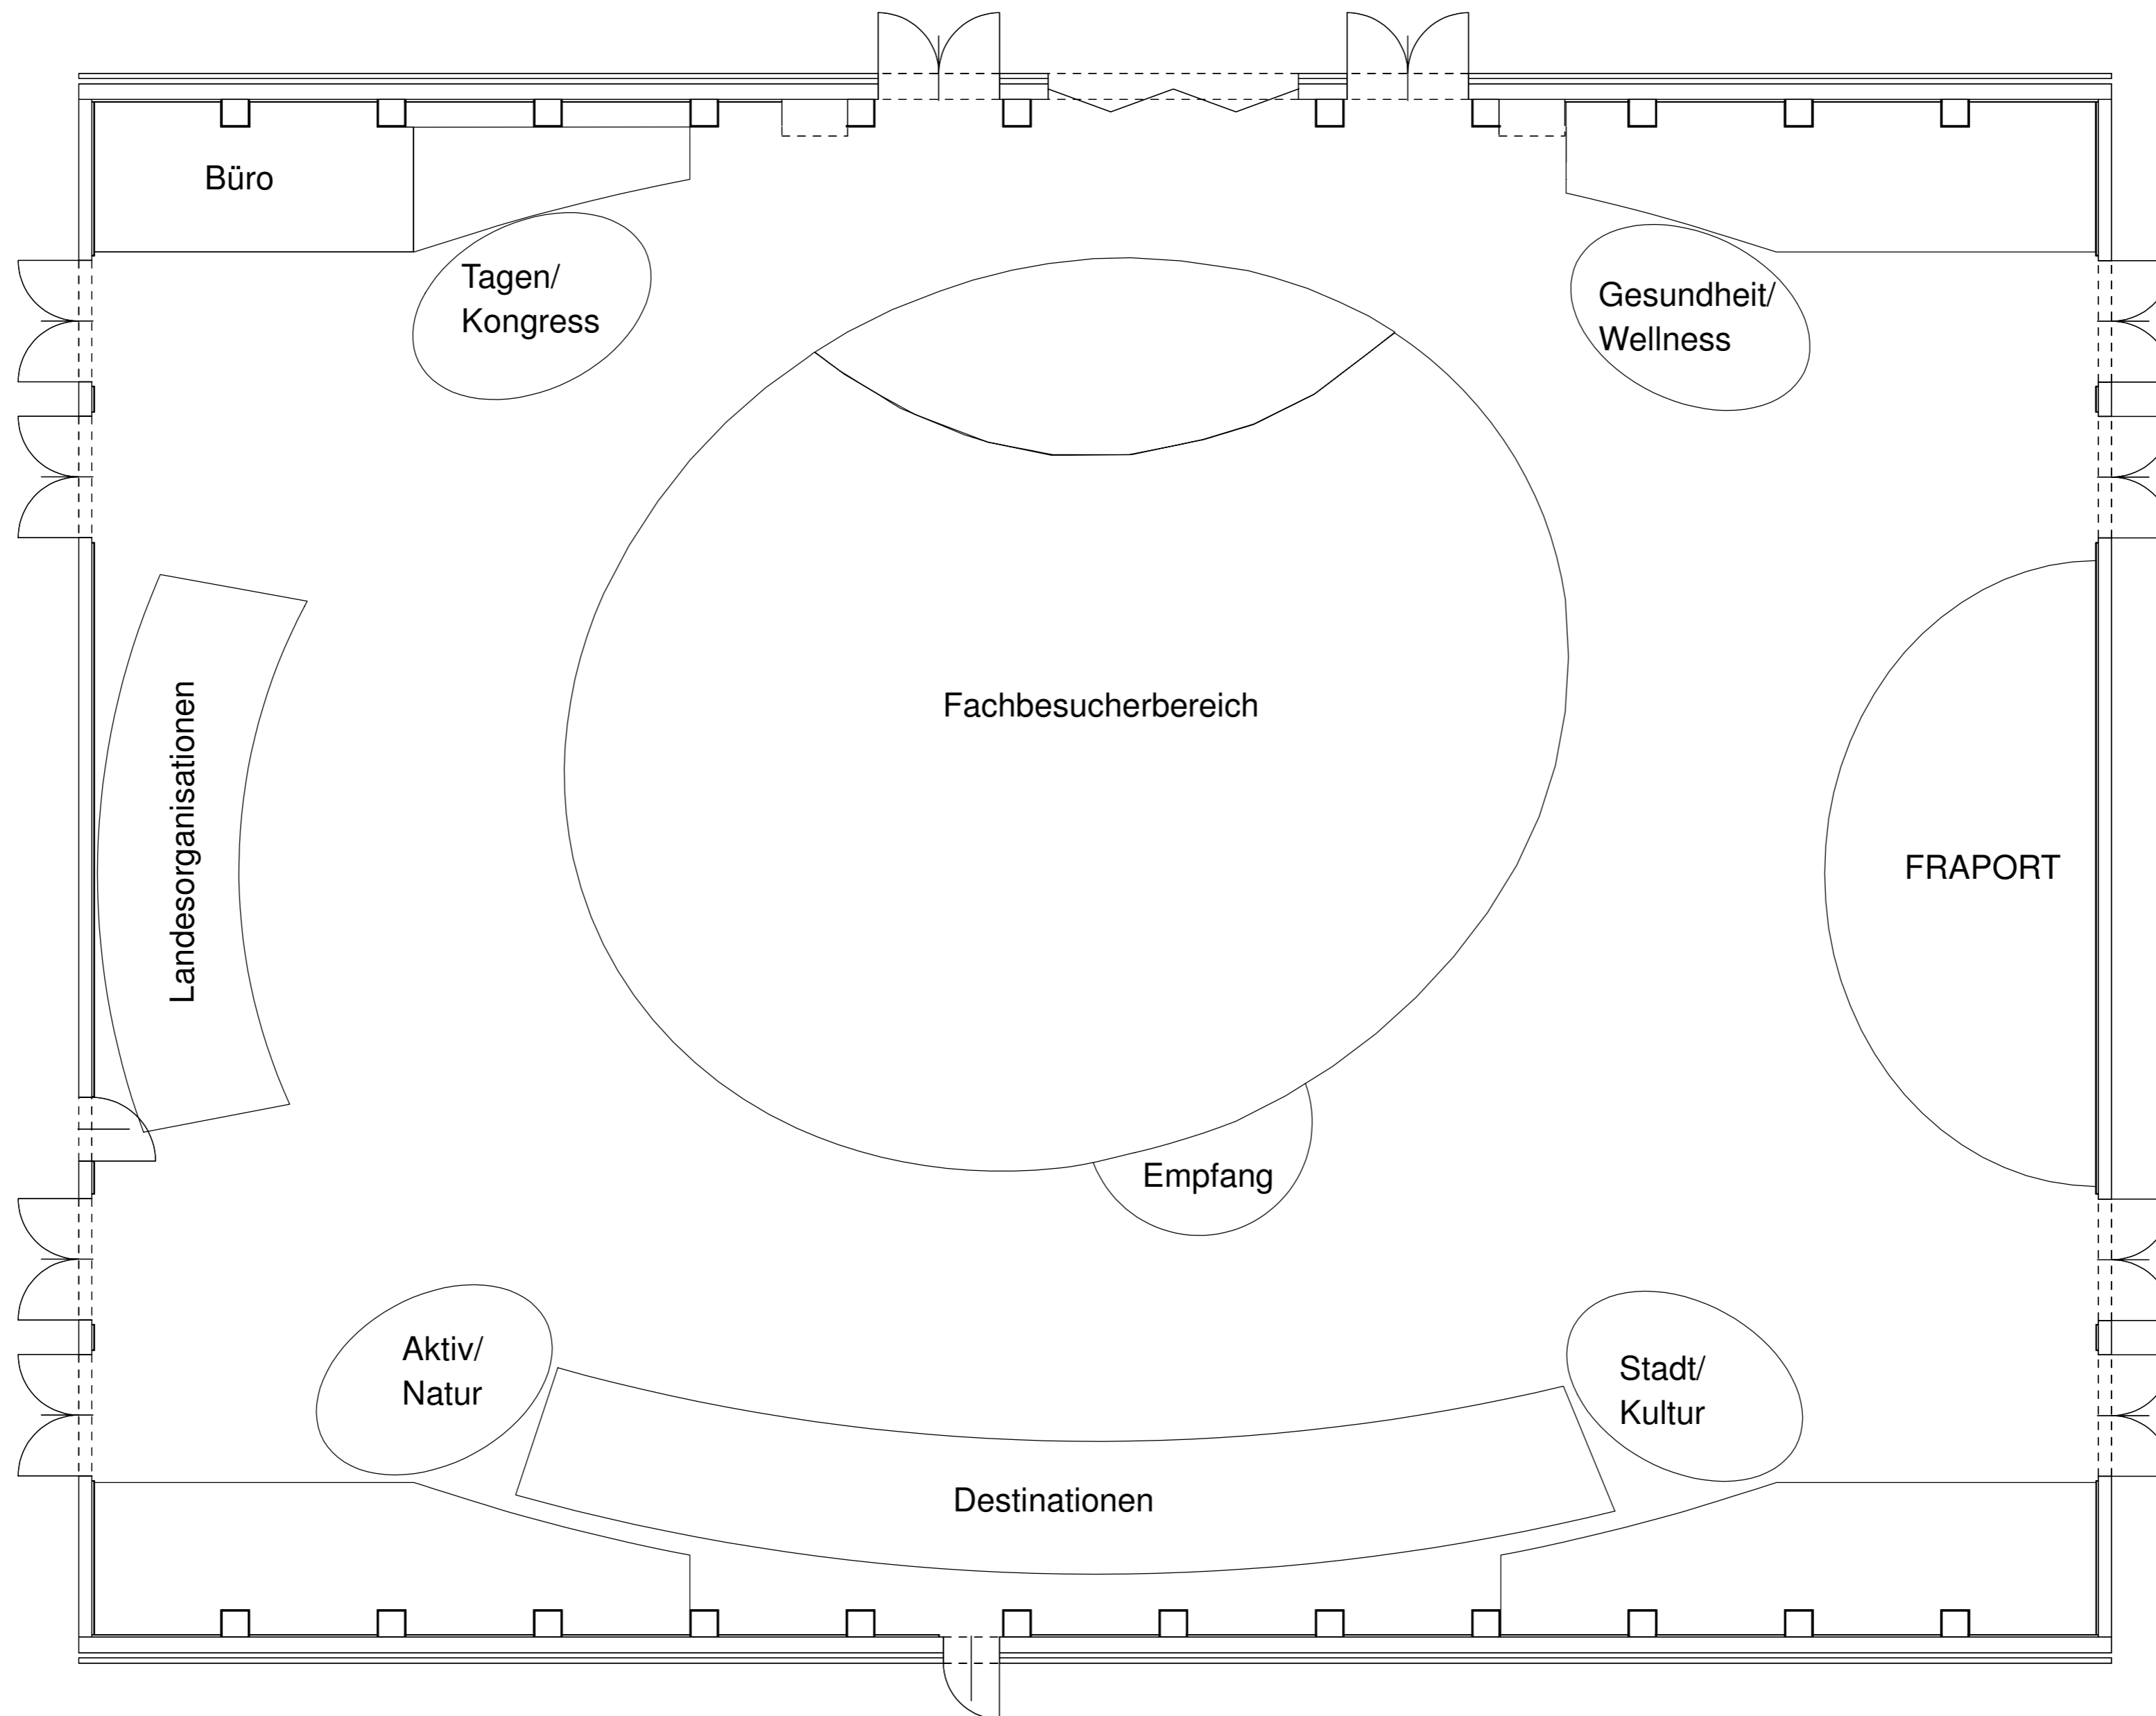 Büro
Tagen/
Kongress
Gesundheit/
Wellness
Fachbesucherbereich
Landesorganisationen
FRAPORT
Empfang
Aktiv/
Natur
Stadt/
Kultur
Destinationen